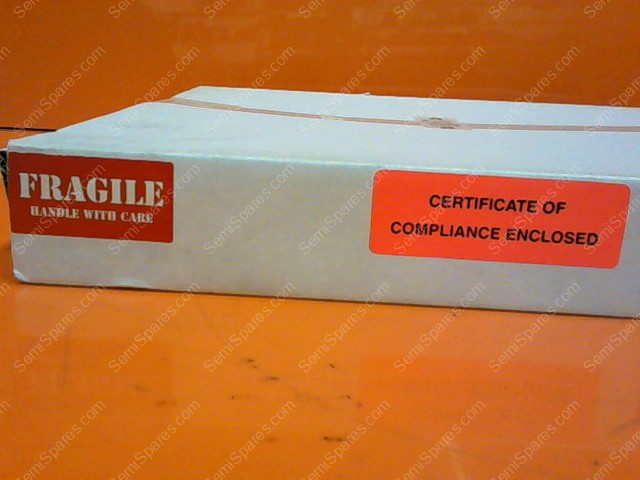 FRAGILE
HANDLE WITH CARE
CERTIFICATE OF
COMPLIANCE ENCLOSED
SemiSpares.com